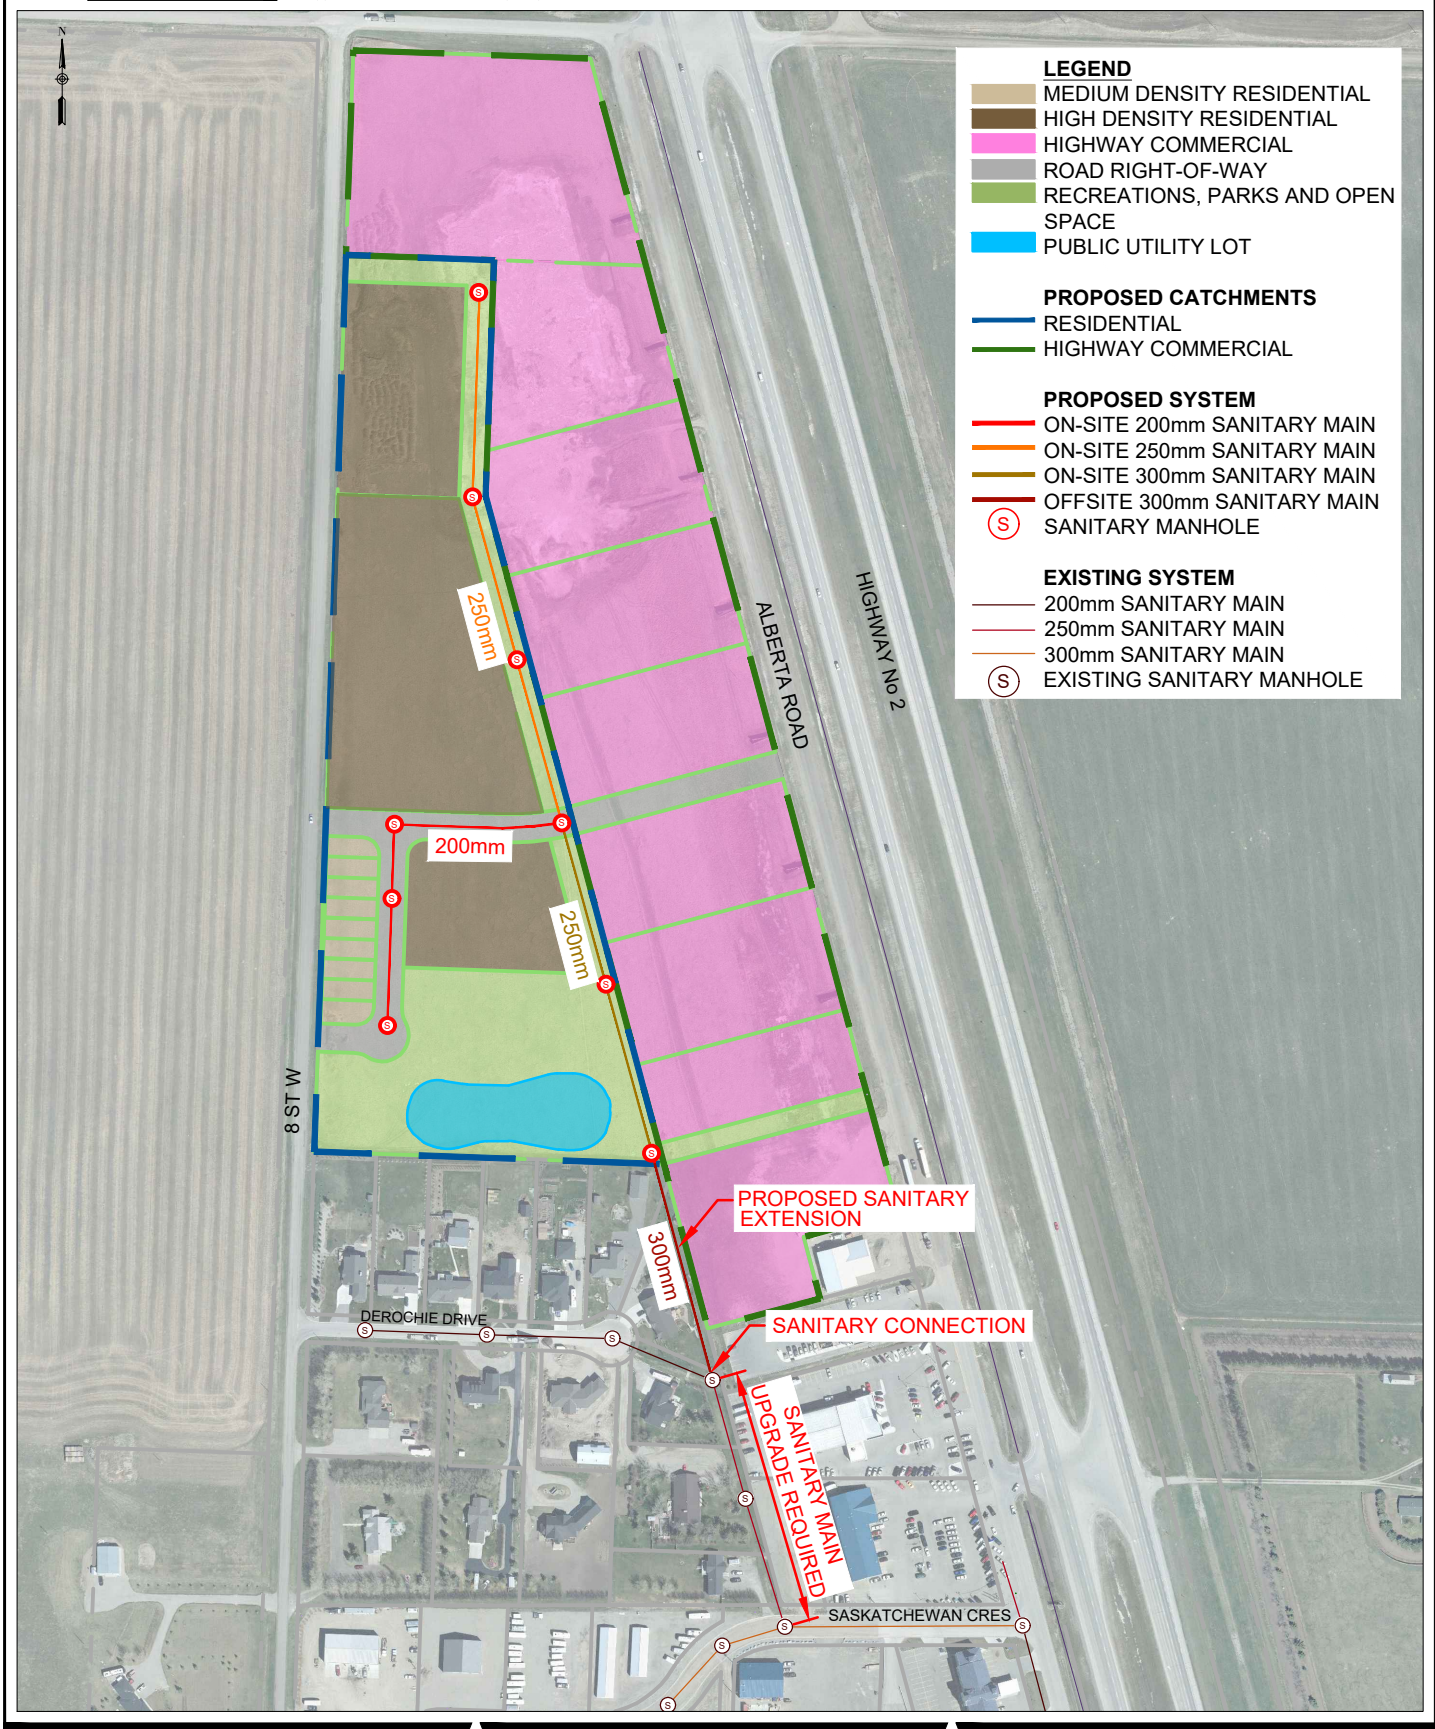 N
LEGEND
MEDIUM DENSITY RESIDENTIAL
HIGH DENSITY RESIDENTIAL
HIGHWAY COMMERCIAL
ROAD RIGHT-OF-WAY
RECREATIONS, PARKS AND OPEN
SPACE
PUBLIC UTILITY LOT
PROPOSED CATCHMENTS
RESIDENTIAL
HIGHWAY COMMERCIAL
PROPOSED SYSTEM
ON-SITE 200mm SANITARY MAIN
ON-SITE 250mm SANITARY MAIN
ON-SITE 300mm SANITARY MAIN
OFFSITE 300mm SANITARY MAIN
S SANITARY MANHOLE
EXISTING SYSTEM
200mm SANITARY MAIN
250mm SANITARY MAIN
300mm SANITARY MAIN
S EXISTING SANITARY MANHOLE
S
S
250mm
S
ALBERTA ROAD
HIGHWAY No 2
S
S
200mm
S
250mm
S
S
8 ST W
S
PROPOSED SANITARY
EXTENSION
300mm
DEROCHIE DRIVE
S
S
S
SANITARY CONNECTION
S
SANITARY MAIN
UPGRADE REQUIRED
S
SASKATCHEWAN CRES
S
S
S
S